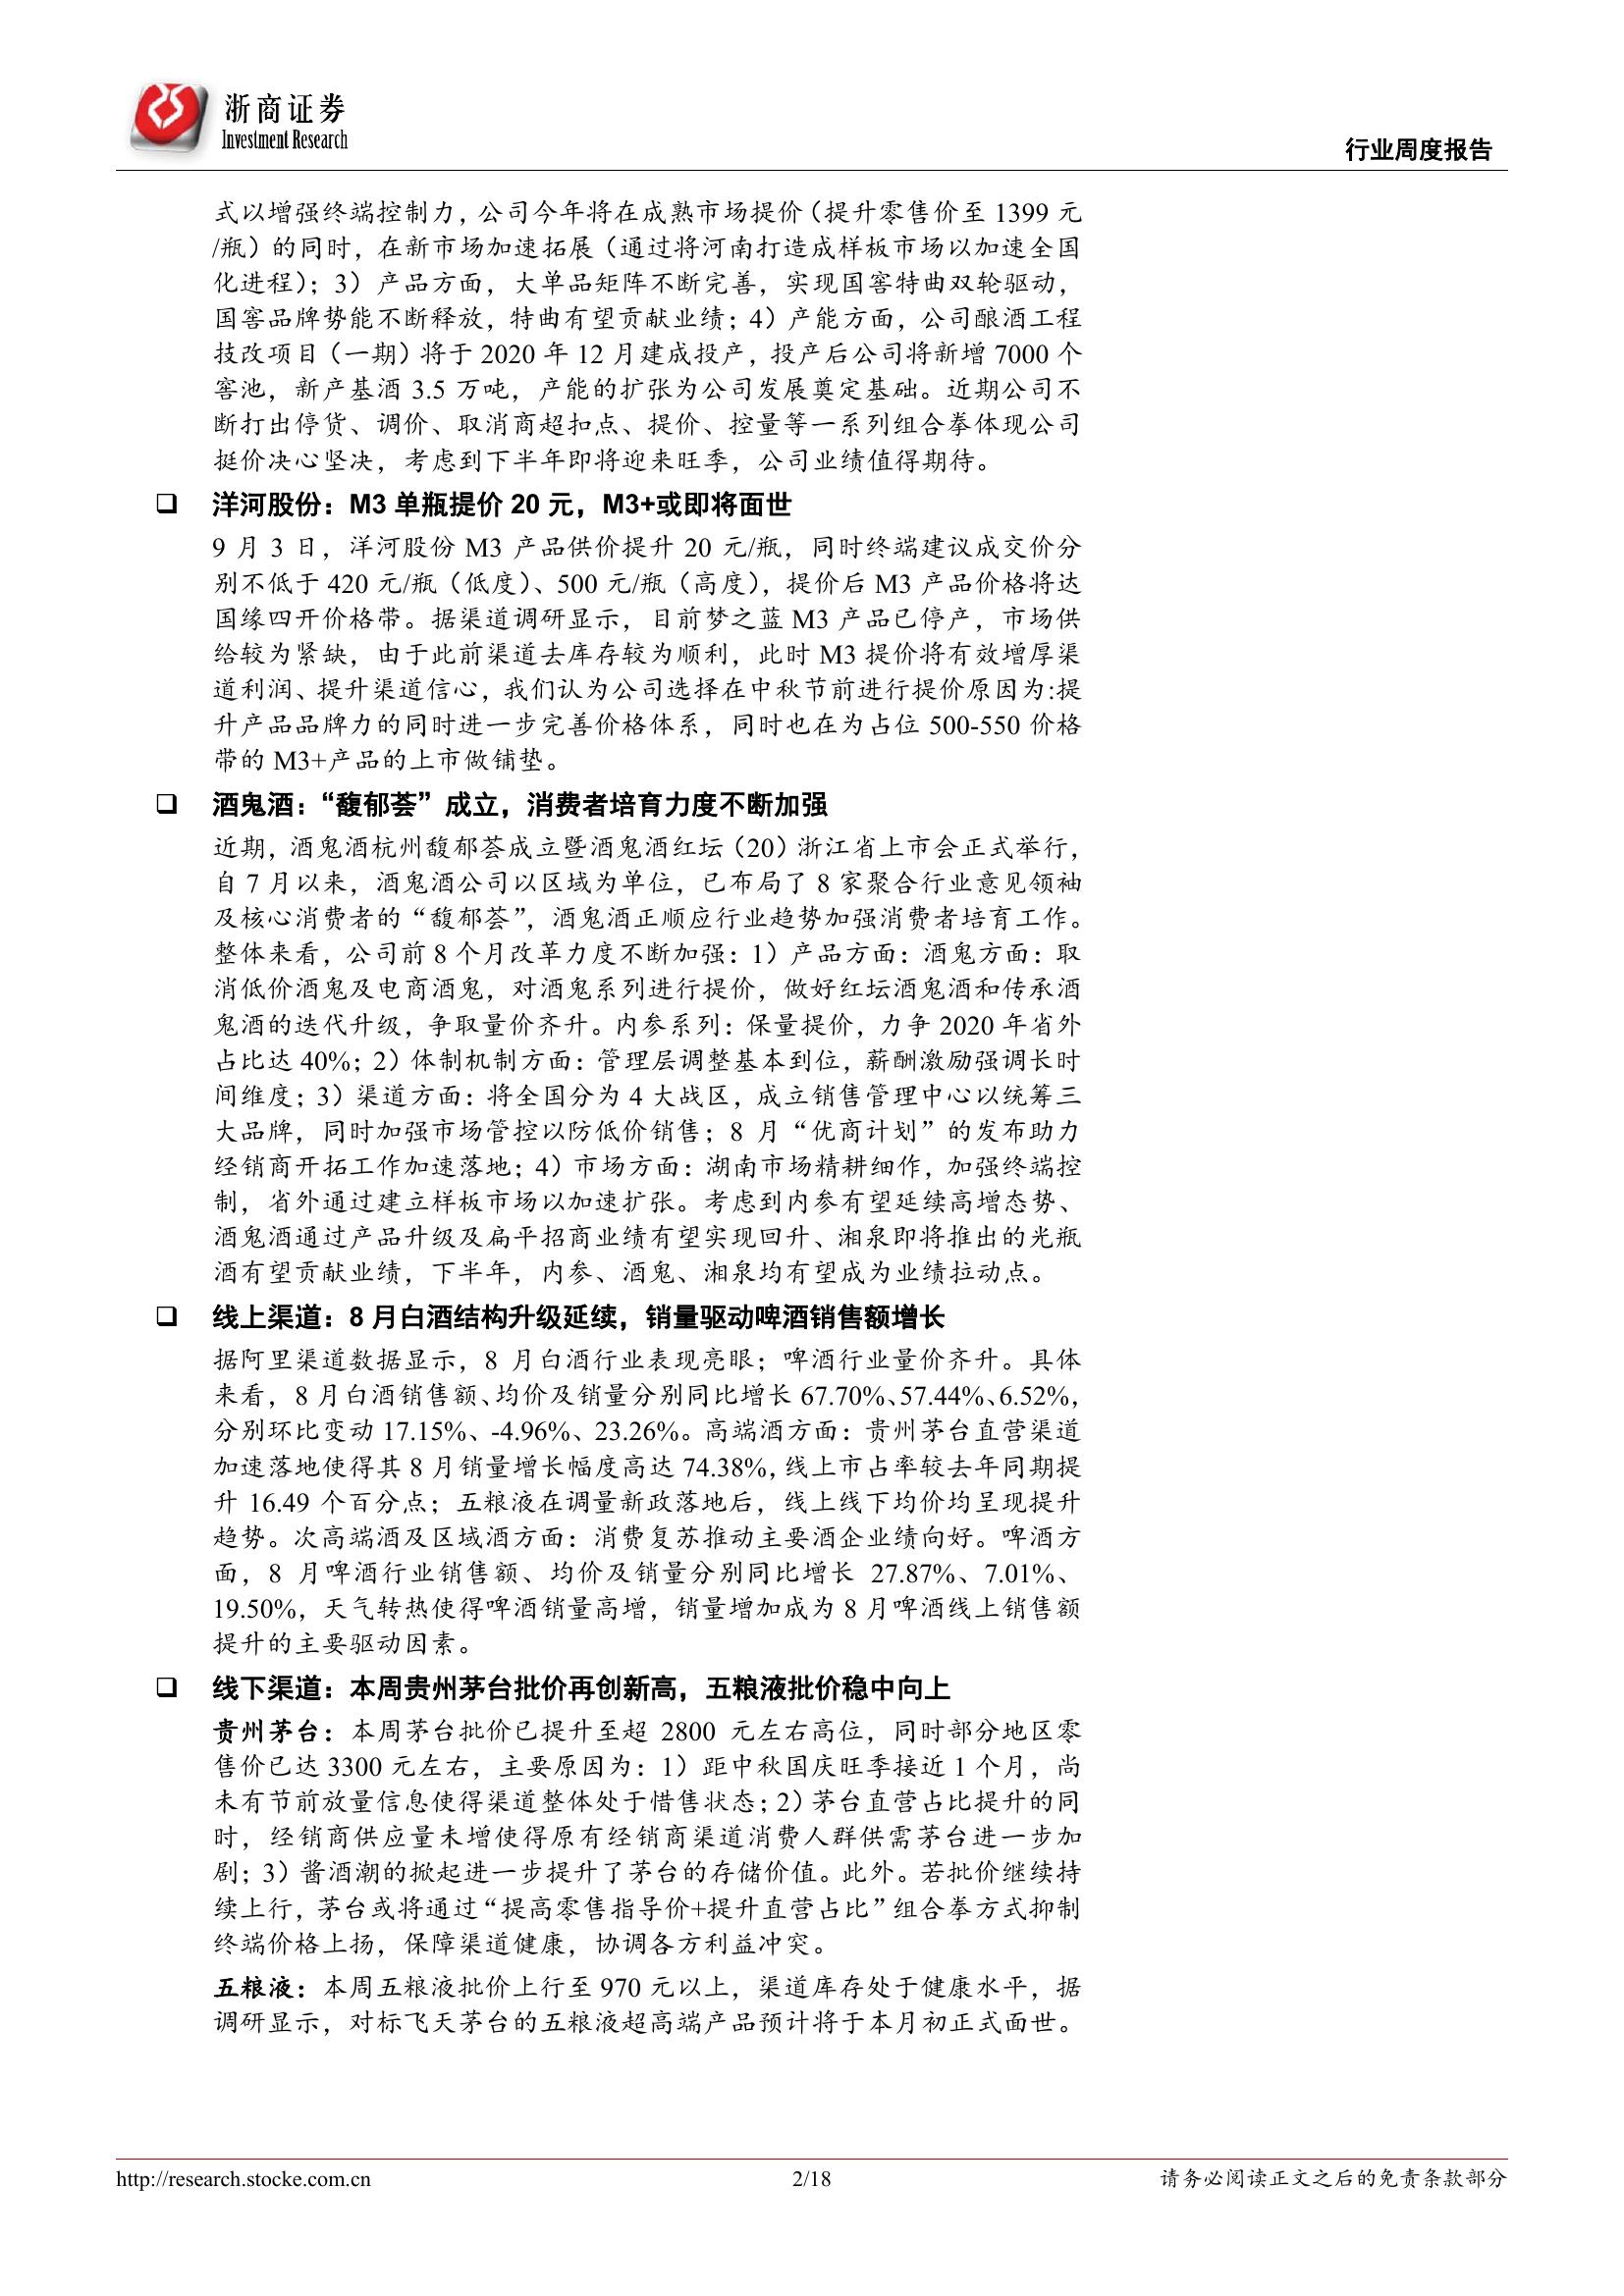 浙商证券
Investment Research
行业周度报告
式以增强终端控制力，公司今年将在成熟市场提价（提升零售价至 1399 元
/瓶）的同时，在新市场加速拓展（通过将河南打造成样板市场以加速全国
化进程）；3）产品方面，大单品矩阵不断完善，实现国窖特曲双轮驱动，
国窖品牌势能不断释放，特曲有望贡献业绩；4）产能方面，公司酿酒工程
技改项目（一期）将于 2020 年 12 月建成投产，投产后公司将新增 7000 个
窖池，新产基酒 3.5 万吨，产能的扩张为公司发展奠定基础。近期公司不
断打出停货、调价、取消商超扣点、提价、控量等一系列组合拳体现公司
挺价决心坚决，考虑到下半年即将迎来旺季，公司业绩值得期待。
❑ 洋河股份：M3 单瓶提价 20 元，M3+或即将面世
9 月 3 日，洋河股份 M3 产品供价提升 20 元/瓶，同时终端建议成交价分
别不低于 420 元/瓶（低度）、500 元/瓶（高度），提价后 M3 产品价格将达
国缘四开价格带。据渠道调研显示，目前梦之蓝 M3 产品已停产，市场供
给较为紧缺，由于此前渠道去库存较为顺利，此时 M3 提价将有效增厚渠
道利润、提升渠道信心，我们认为公司选择在中秋节前进行提价原因为:提
升产品品牌力的同时进一步完善价格体系，同时也在为占位 500-550 价格
带的 M3+产品的上市做铺垫。
❑ 酒鬼酒：“馥郁荟”成立，消费者培育力度不断加强
近期，酒鬼酒杭州馥郁荟成立暨酒鬼酒红坛（20）浙江省上市会正式举行，
自 7 月以来，酒鬼酒公司以区域为单位，已布局了 8 家聚合行业意见领袖
及核心消费者的“馥郁荟”，酒鬼酒正顺应行业趋势加强消费者培育工作。
整体来看，公司前 8 个月改革力度不断加强：1）产品方面：酒鬼方面：取
消低价酒鬼及电商酒鬼，对酒鬼系列进行提价，做好红坛酒鬼酒和传承酒
鬼酒的迭代升级，争取量价齐升。内参系列：保量提价，力争 2020 年省外
占比达 40%；2）体制机制方面：管理层调整基本到位，薪酬激励强调长时
间维度；3）渠道方面：将全国分为 4 大战区，成立销售管理中心以统筹三
大品牌，同时加强市场管控以防低价销售；8 月“优商计划”的发布助力
经销商开拓工作加速落地；4）市场方面：湖南市场精耕细作，加强终端控
制，省外通过建立样板市场以加速扩张。考虑到内参有望延续高增态势、
酒鬼酒通过产品升级及扁平招商业绩有望实现回升、湘泉即将推出的光瓶
酒有望贡献业绩，下半年，内参、酒鬼、湘泉均有望成为业绩拉动点。
❑ 线上渠道：8 月白酒结构升级延续，销量驱动啤酒销售额增长
据阿里渠道数据显示，8 月白酒行业表现亮眼；啤酒行业量价齐升。具体
来看，8 月白酒销售额、均价及销量分别同比增长 67.70%、57.44%、6.52%，
分别环比变动 17.15%、-4.96%、23.26%。高端酒方面：贵州茅台直营渠道
加速落地使得其 8 月销量增长幅度高达 74.38%，线上市占率较去年同期提
升 16.49 个百分点；五粮液在调量新政落地后，线上线下均价均呈现提升
趋势。次高端酒及区域酒方面：消费复苏推动主要酒企业绩向好。啤酒方
面，8 月啤酒行业销售额、均价及销量分别同比增长 27.87%、7.01%、
19.50%，天气转热使得啤酒销量高增，销量增加成为 8 月啤酒线上销售额
提升的主要驱动因素。
❑ 线下渠道：本周贵州茅台批价再创新高，五粮液批价稳中向上
贵州茅台：本周茅台批价已提升至超 2800 元左右高位，同时部分地区零
售价已达 3300 元左右，主要原因为：1）距中秋国庆旺季接近 1 个月，尚
未有节前放量信息使得渠道整体处于惜售状态；2）茅台直营占比提升的同
时，经销商供应量未增使得原有经销商渠道消费人群供需茅台进一步加
剧；3）酱酒潮的掀起进一步提升了茅台的存储价值。此外。若批价继续持
续上行，茅台或将通过“提高零售指导价+提升直营占比”组合拳方式抑制
终端价格上扬，保障渠道健康，协调各方利益冲突。
五粮液：本周五粮液批价上行至 970 元以上，渠道库存处于健康水平，据
调研显示，对标飞天茅台的五粮液超高端产品预计将于本月初正式面世。
http://research.stocke.com.cn
2/18
请务必阅读正文之后的免责条款部分